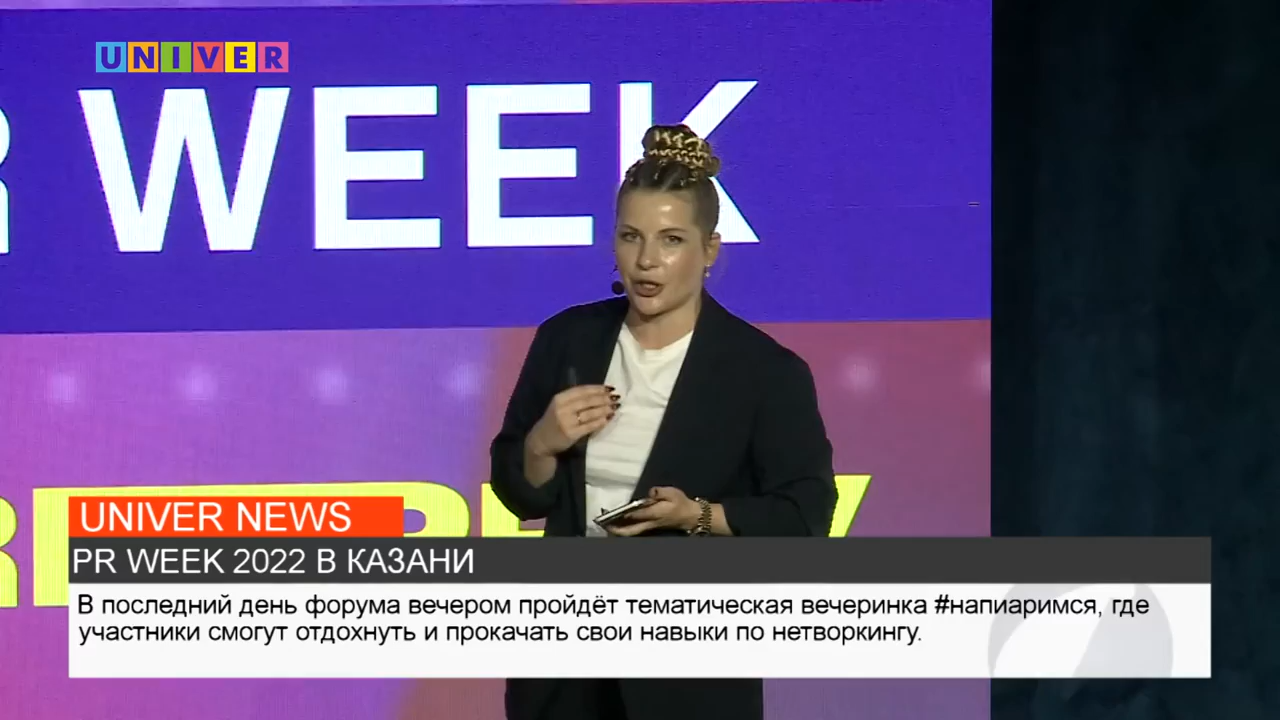 UNIVER
R WEEK
UNIVER NEWS
PR WEEK 2022 В КАЗАНИ
В последний день форума вечером пройдёт тематическая вечеринка #напиаримся, где
участники смогут отдохнуть и прокачать свои навыки по нетворкингу.